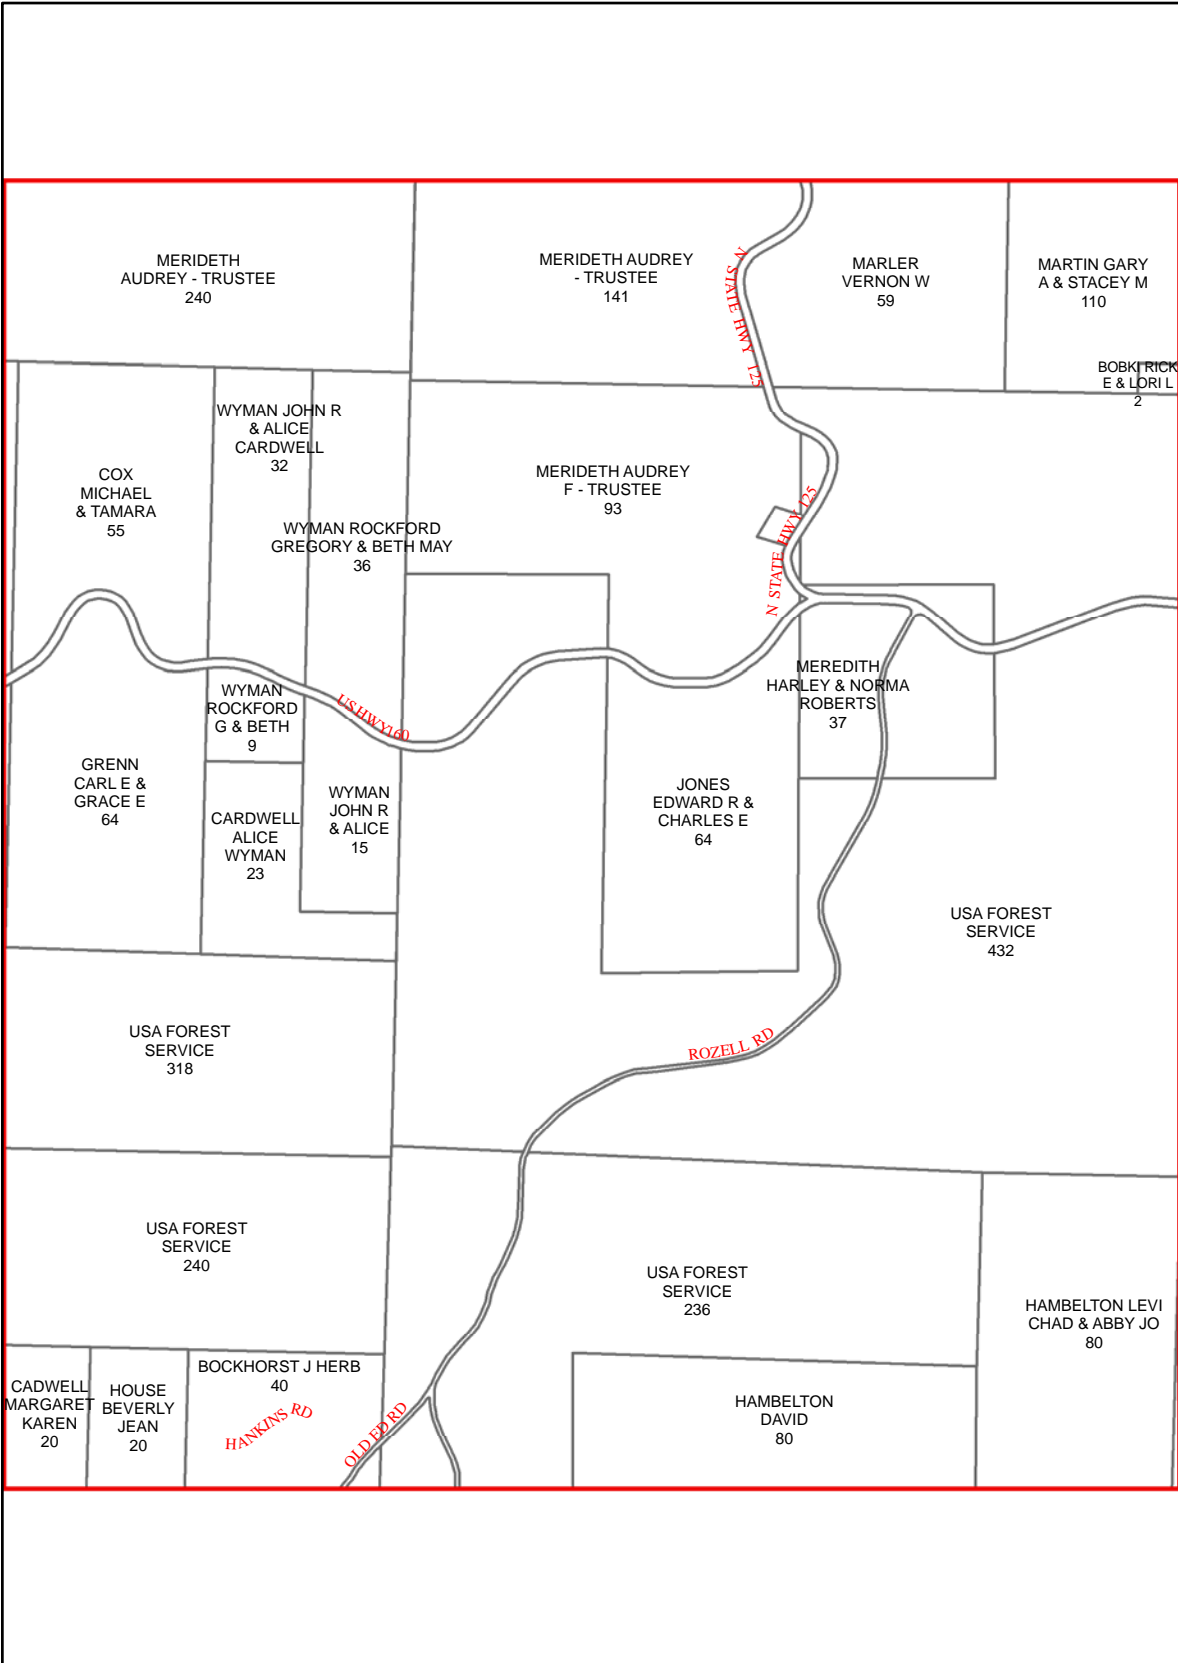 MERIDETH
AUDREY - TRUSTEE
240
MERIDETH AUDREY
- TRUSTEE
141
N STATE HWY 125
MARLER
VERNON W
59
MARTIN GARY
A & STACEY M
110
BOBKI RICK
E & LORI L
2
COX
MICHAEL
& TAMARA
55
WYMAN JOHN R
& ALICE
CARDWELL
32
WYMAN ROCKFORD
GREGORY & BETH MAY
36
MERIDETH AUDREY
F - TRUSTEE
93
N STATE HWY 125
MEREDITH
HARLEY & NORMA
ROBERTS
37
WYMAN
ROCKFORD
G & BETH
9
US HWY 160
GRENN
CARL E &
GRACE E
64
CARDWELL
ALICE
WYMAN
23
WYMAN
JOHN R
& ALICE
15
JONES
EDWARD R &
CHARLES E
64
USA FOREST
SERVICE
432
USA FOREST
SERVICE
318
ROZELL RD
USA FOREST
SERVICE
240
USA FOREST
SERVICE
236
HAMBELTON LEVI
CHAD & ABBY JO
80
CADWELL
MARGARET
KAREN
20
HOUSE
BEVERLY
JEAN
20
BOCKHORST J HERB
40
HANKINS RD
OLD ED RD
HAMBELTON
DAVID
80